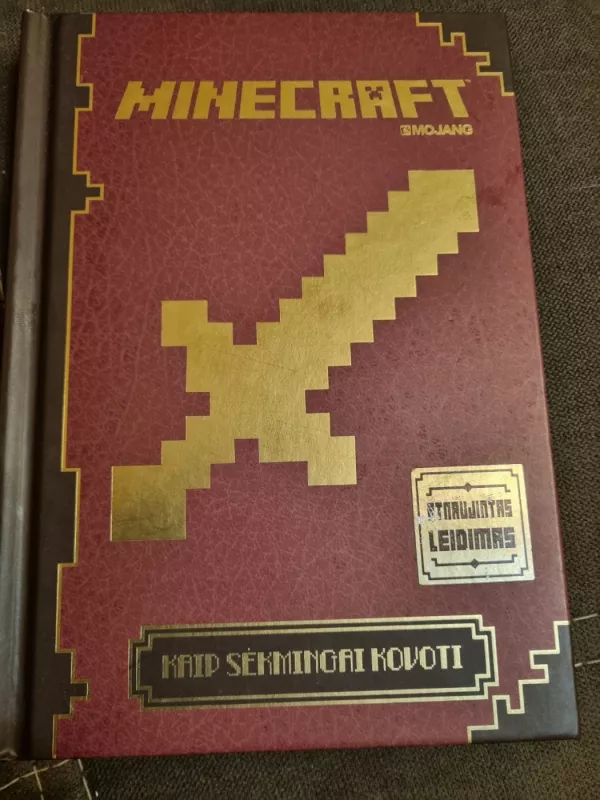 MINECRAFT
MOJANG
ATNAUJINTAS
LEIDIMAS
KAIP SĖKMINGAI KOVOTI